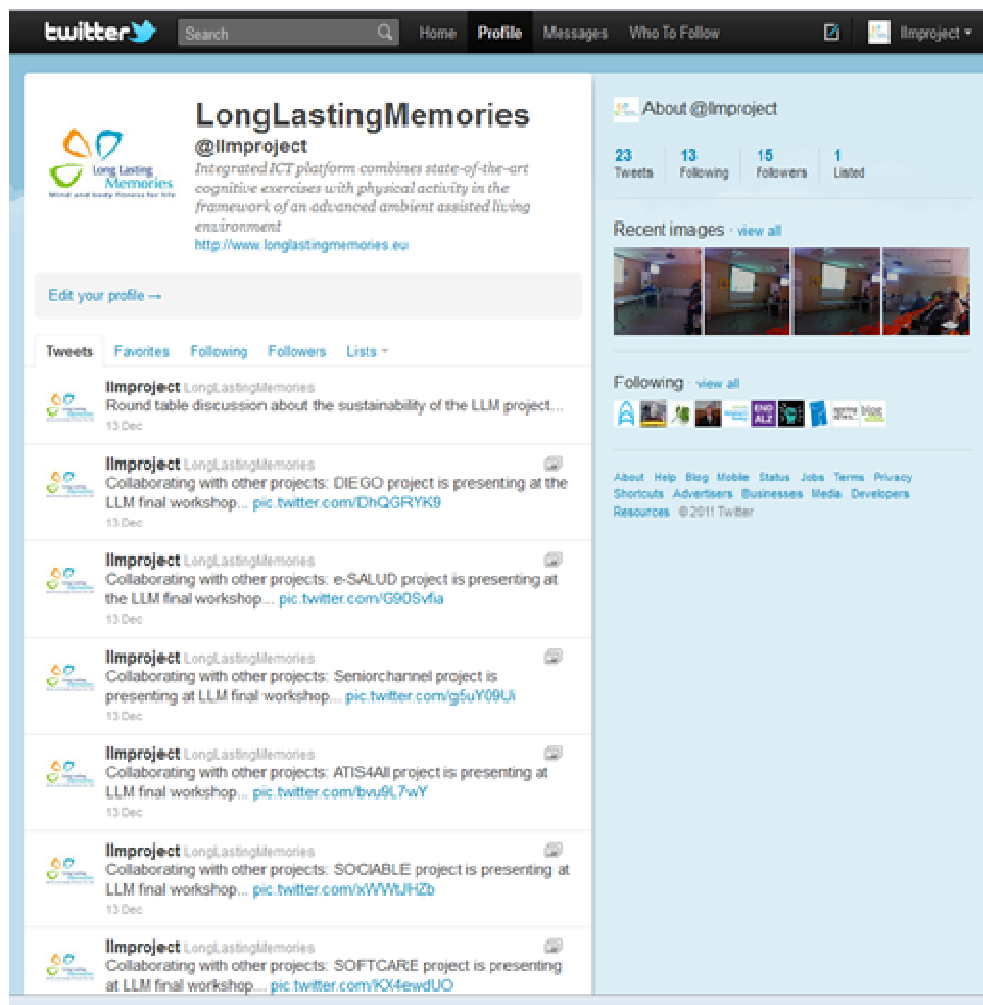 twitter
Search
Home Profile Messages Who To Follow
llmproject
Long Lasting
Memories
Mind and body fitness for life
LongLastingMemories
@llmproject
Integrated ICT platform combines state-of-the-art
cognitive exercises with physical activity in the
framework of an advanced ambient assisted living
environment
http://www.longlastingmemories.eu
Edit your profile →
Tweets Favorites Following Followers Lists
llmproject LongLastingMemories
Round table discussion about the sustainability of the LLM project...
13 Dec
llmproject LongLastingMemories
Collaborating with other projects: DIEGO project is presenting at the
LLM final workshop... pic.twitter.com/IDhQGRYK9
13 Dec
llmproject LongLastingMemories
Collaborating with other projects: e-SALUD project is presenting at
the LLM final workshop... pic.twitter.com/G9OSvfia
13 Dec
llmproject LongLastingMemories
Collaborating with other projects: Seniorchannel project is
presenting at LLM final workshop... pic.twitter.com/gj5uY09Ui
13 Dec
llmproject LongLastingMemories
Collaborating with other projects: ATIS4All project is presenting at
LLM final workshop... pic.twitter.com/bvu9L7wY
13 Dec
llmproject LongLastingMemories
Collaborating with other projects: SOCIABLE project is presenting at
LLM final workshop... pic.twitter.com/xWWtJHZb
13 Dec
llmproject LongLastingMemories
Collaborating with other projects: SOFTCARE project is presenting
at LLM final workshop... pic.twitter.com/KX4ewdUO
About @llmproject
23 13 15 1
Tweets Following Followers Listed
Recent images · view all
Following · view all
END
ALZ
blog
About Help Blog Mobile Status Jobs Terms Privacy
Shortcuts Advertisers Businesses Media Developers
Resources © 2011 Twitter